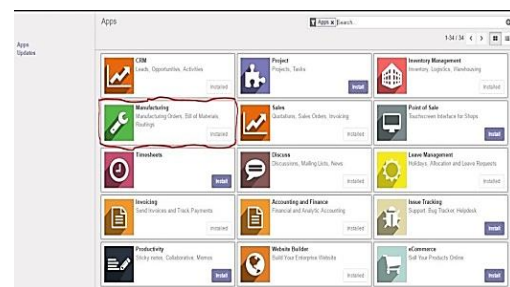 Apps
Apps x Search...
1-34 / 34
Apps
Updates
CRM
Leads, Opportunities, Activities
Installed
Project
Projects, Tasks
Install
Inventory Management
Inventory, Logistics, Warehousing
Installed
Manufacturing
Manufacturing Orders, Bill of Materials,
Routings
Installed
Sales
Quotations, Sales Orders, Invoicing
Installed
Point of Sale
Touchscreen Interface for Shops
Install
Timesheets
Install
Discuss
Discussions, Mailing Lists, News
Installed
Leave Management
Holidays, Allocation and Leave Requests
Install
Invoicing
Send Invoices and Track Payments
Installed
Accounting and Finance
Financial and Analytic Accounting
Installed
Issue Tracking
Support, Bug Tracker, Helpdesk
Install
Productivity
Sticky notes, Collaborative, Memos
Install
Website Builder
Build Your Enterprise Website
Installed
eCommerce
Sell Your Products Online
Install